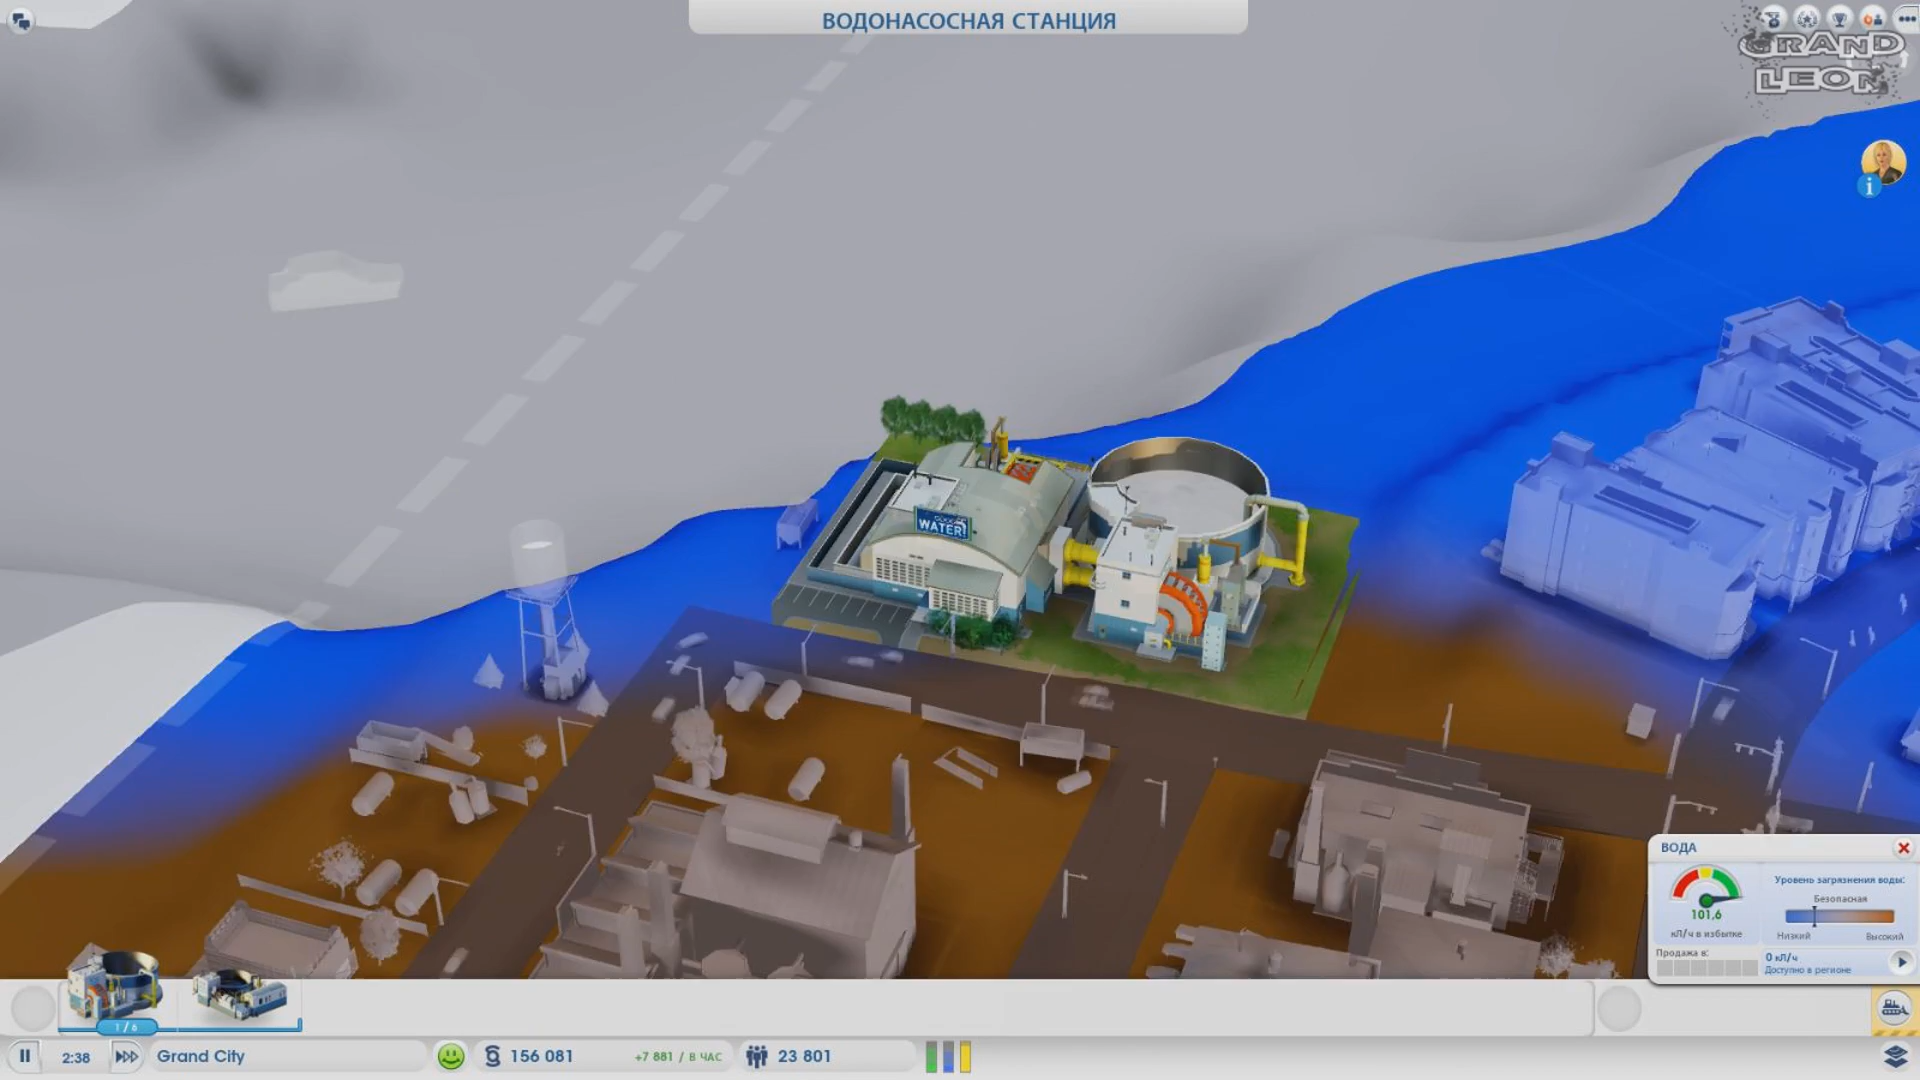 ВОДОНАСОСНАЯ СТАНЦИЯ
GRAND
LEON
WATER!
ВОДА
101,6
кЛ/ч в избытке
Уровень загрязнения воды:
Безопасная
Низкий
Высокий
Продажа в:
0 кЛ/ч
Доступно в регионе
1 / 6
2:38
Grand City
156 081
+7 881 / В ЧАС
23 801